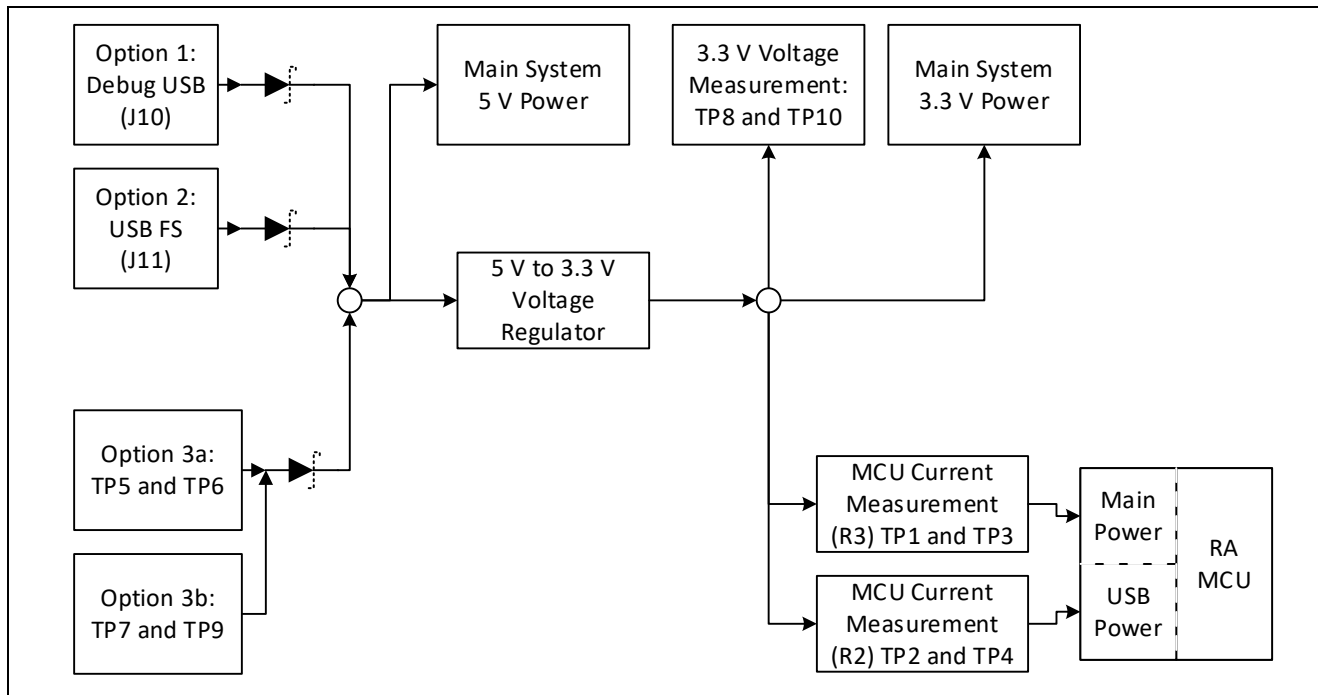 Option 1:
Debug USB
(J10)
Main System
5 V Power
3.3 V Voltage
Measurement:
TP8 and TP10
Main System
3.3 V Power
Option 2:
USB FS
(J11)
5 V to 3.3 V
Voltage
Regulator
Option 3a:
TP5 and TP6
Option 3b:
TP7 and TP9
MCU Current
Measurement
(R3) TP1 and TP3
MCU Current
Measurement
(R2) TP2 and TP4
Main
Power
USB
Power
RA
MCU